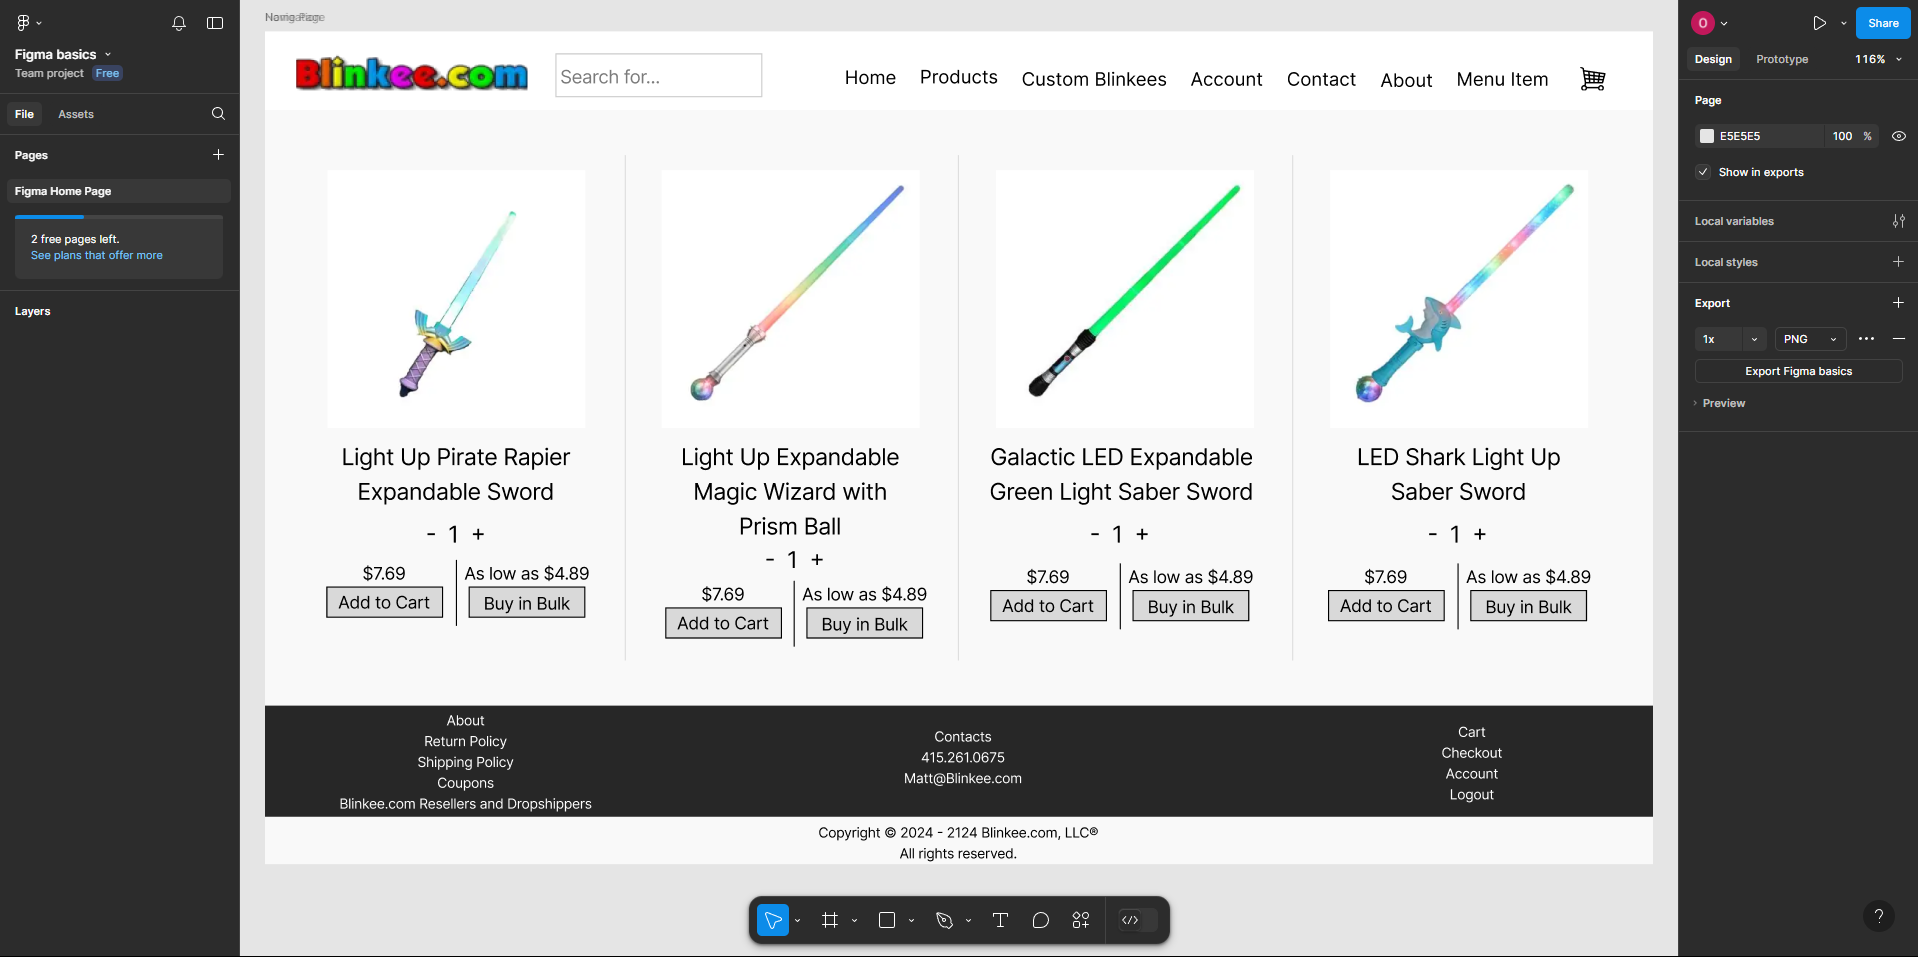 Figma basics
Team project Free
File Assets
Pages
Figma Home Page
2 free pages left.
See plans that offer more
Layers
Blinkee.com
Search for...
Home Products Custom Blinkees Account Contact About Menu Item
Light Up Pirate Rapier
Expandable Sword
- 1 +
$7.69 As low as $4.89
Add to Cart Buy in Bulk
Light Up Expandable
Magic Wizard with
Prism Ball
- 1 +
$7.69 As low as $4.89
Add to Cart Buy in Bulk
Galactic LED Expandable
Green Light Saber Sword
- 1 +
$7.69 As low as $4.89
Add to Cart Buy in Bulk
LED Shark Light Up
Saber Sword
- 1 +
$7.69 As low as $4.89
Add to Cart Buy in Bulk
About
Return Policy
Shipping Policy
Coupons
Blinkee.com Resellers and Dropshippers
Contacts
415.261.0675
Matt@Blinkee.com
Cart
Checkout
Account
Logout
Copyright © 2024 - 2124 Blinkee.com, LLC®
All rights reserved.
O
Share
Design Prototype 116%
Page
E5E5E5 100 %
Show in exports
Local variables
Local styles
Export
1x PNG
Export Figma basics
Preview
?